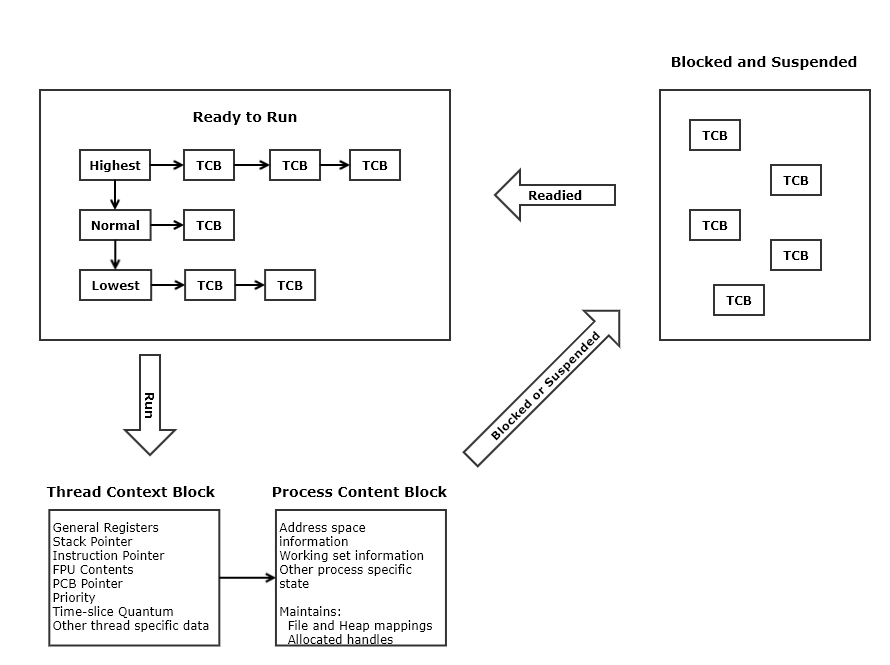 Blocked and Suspended
Ready to Run
Highest
TCB
TCB
TCB
Normal
TCB
Lowest
TCB
TCB
Readied
TCB
TCB
TCB
TCB
TCB
Run
Blocked or Suspended
Thread Context Block
General Registers
Stack Pointer
Instruction Pointer
FPU Contents
PCB Pointer
Priority
Time-slice Quantum
Other thread specific data
Process Content Block
Address space
information
Working set information
Other process specific
state
Maintains:
File and Heap mappings
Allocated handles